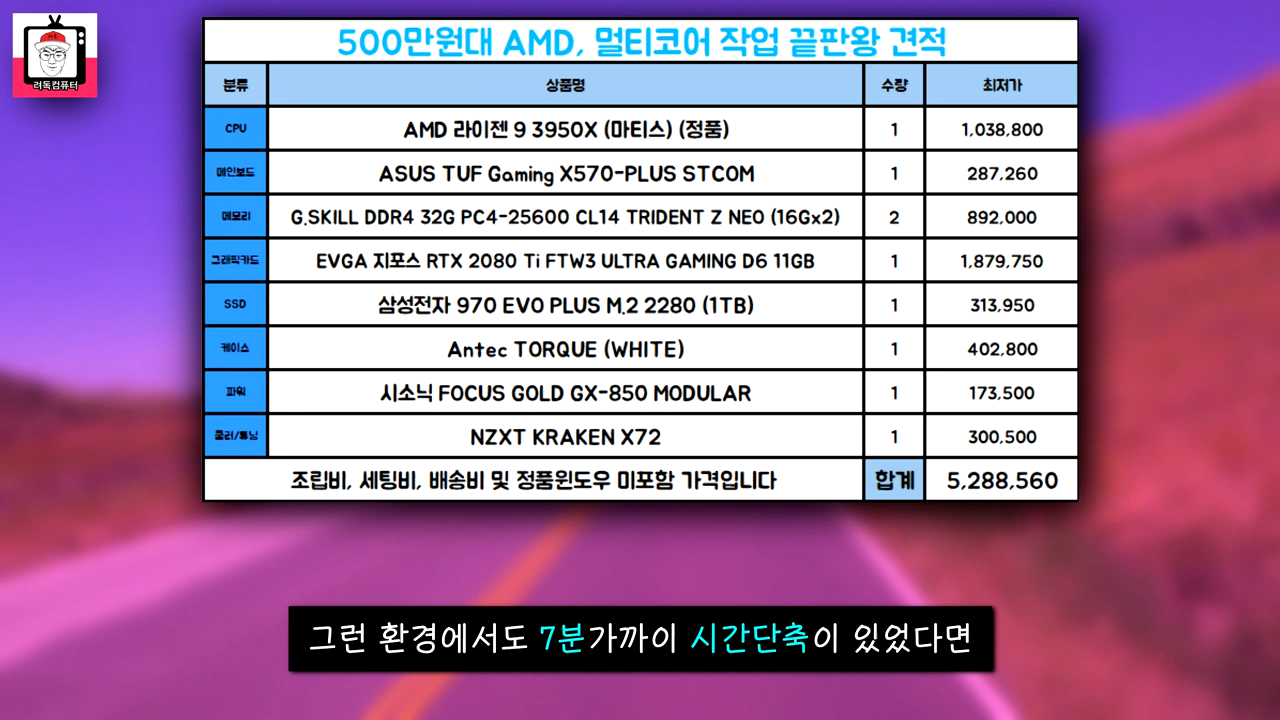 려독컴퓨터
500만원대 AMD, 멀티코어 작업 끝판왕 견적
분류 상품명 수량 최저가
CPU AMD 라이젠 9 3950X (마티스) (정품) 1 1,038,800
메인보드 ASUS TUF Gaming X570-PLUS STCOM 1 287,260
메모리 G.SKILL DDR4 32G PC4-25600 CL14 TRIDENT Z NEO (16Gx2) 2 892,000
그래픽카드 EVGA 지포스 RTX 2080 Ti FTW3 ULTRA GAMING D6 11GB 1 1,879,750
SSD 삼성전자 970 EVO PLUS M.2 2280 (1TB) 1 313,950
케이스 Antec TORQUE (WHITE) 1 402,800
파워 시소닉 FOCUS GOLD GX-850 MODULAR 1 173,500
쿨러/튜닝 NZXT KRAKEN X72 1 300,500
조립비, 세팅비, 배송비 및 정품윈도우 미포함 가격입니다 합계 5,288,560
그런 환경에서도 7분가까이 시간단축이 있었다면